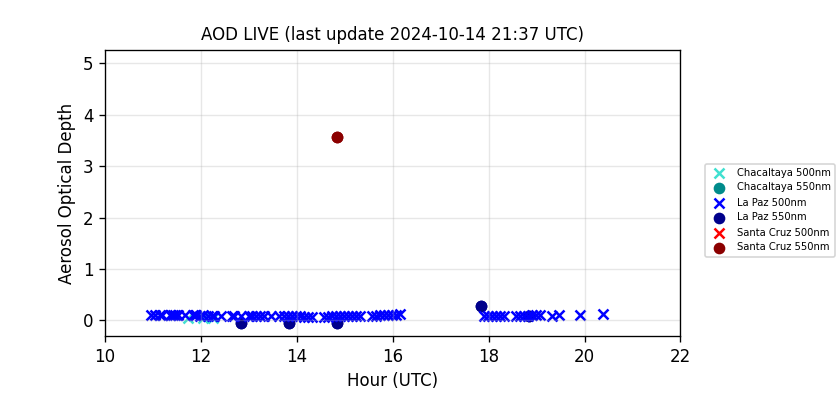 AOD LIVE (last update 2024-10-14 21:37 UTC)
Aerosol Optical Depth
5
4
3
2
1
0
10 12 14 16 18 20 22
Hour (UTC)
Chacaltaya 500nm
Chacaltaya 550nm
La Paz 500nm
La Paz 550nm
Santa Cruz 500nm
Santa Cruz 550nm